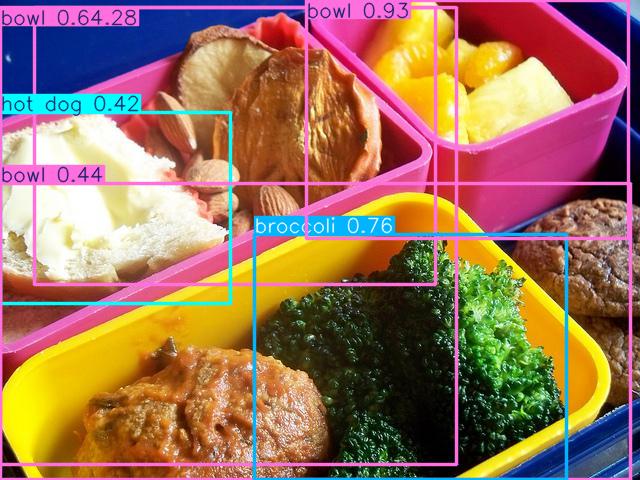 bowl 0.64.28
bowl 0.93
hot dog 0.42
bowl 0.44
broccoli 0.76